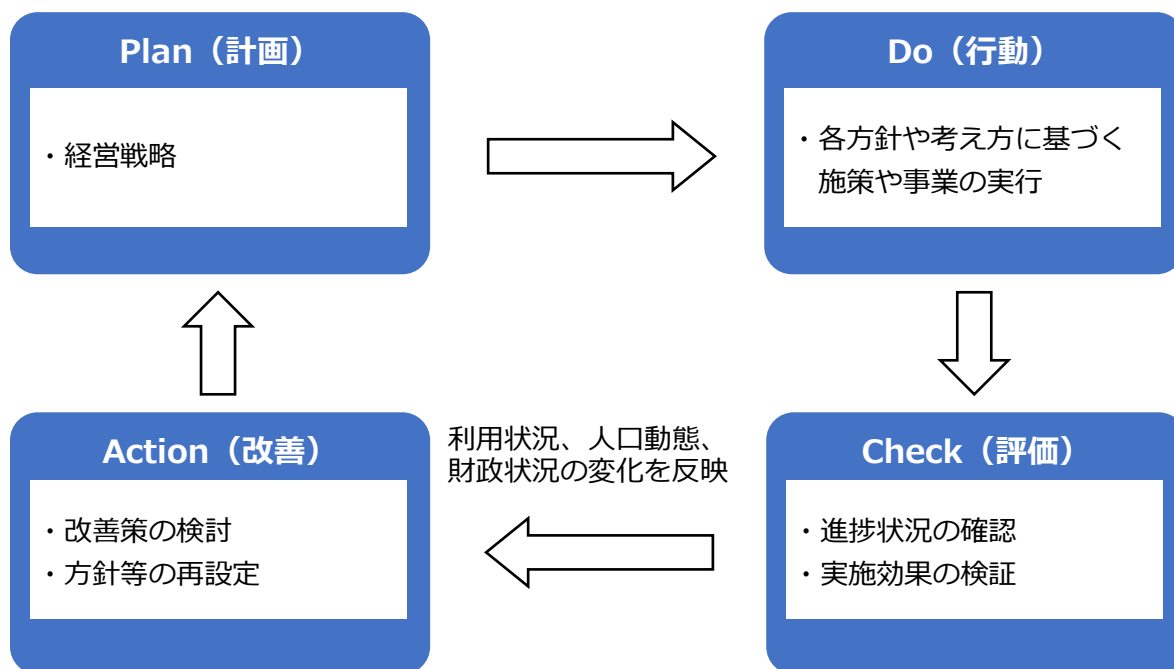 Plan（計画）
・経営戦略
Do（行動）
・各方針や考え方に基づく
施策や事業の実行
Action（改善）
・改善策の検討
・方針等の再設定
利用状況、人口動態、
財政状況の変化を反映
Check（評価）
・進捗状況の確認
・実施効果の検証